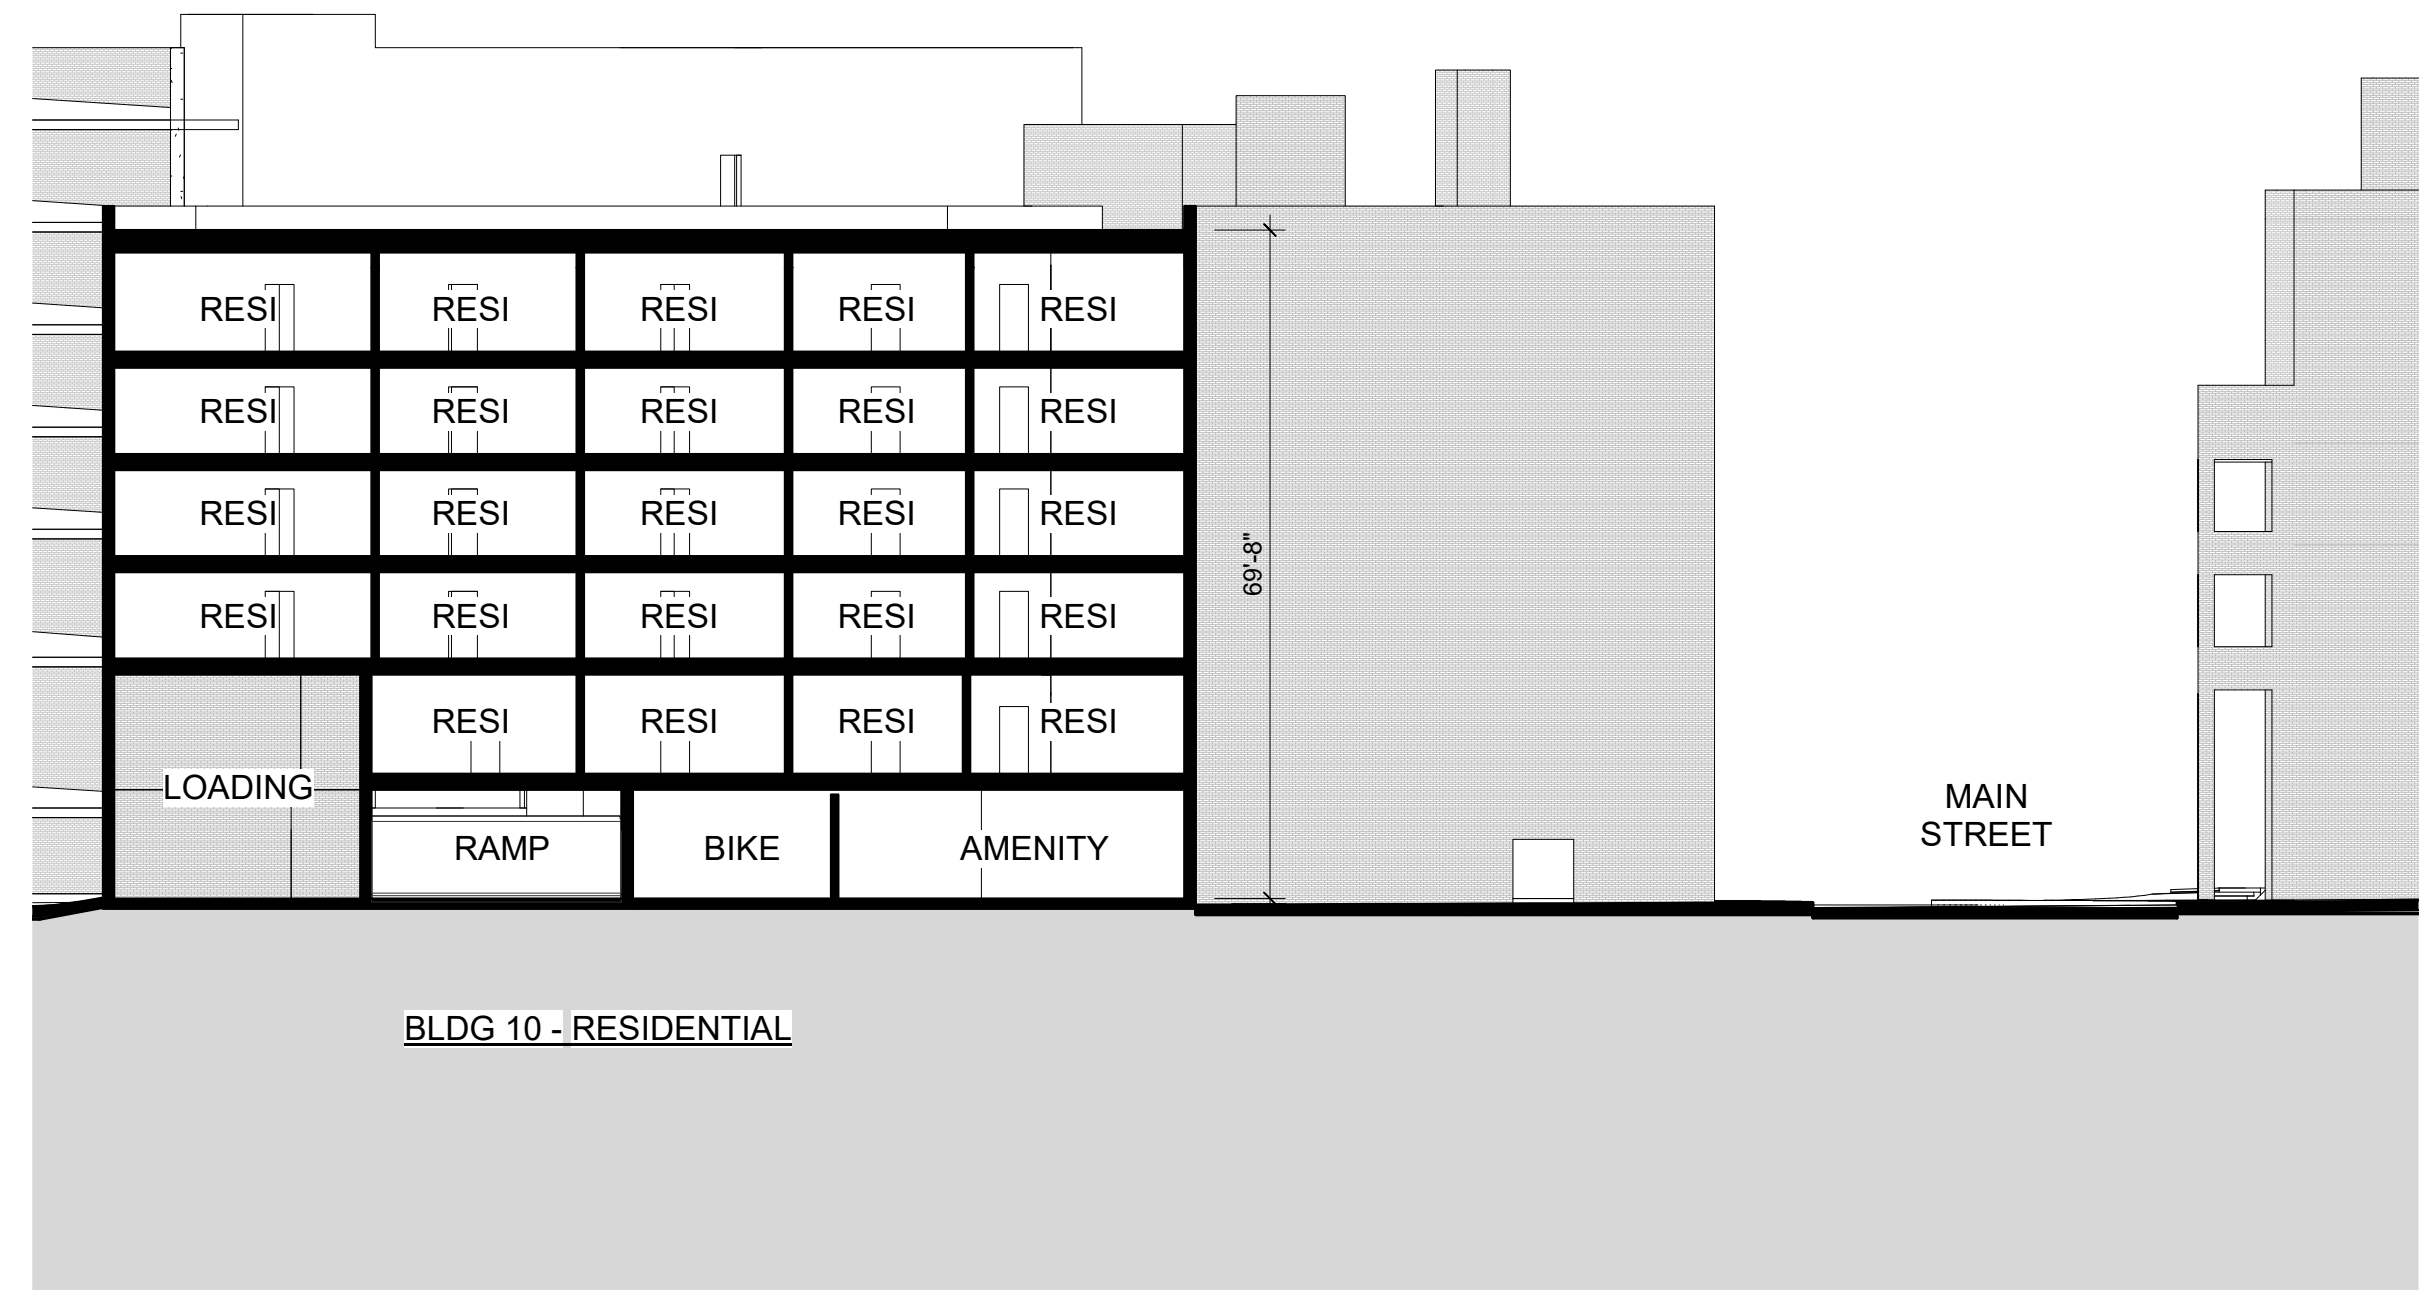 RESI RESI RESI RESI RESI
RESI RESI RESI RESI RESI
RESI RESI RESI RESI RESI
69'-8"
RESI RESI RESI RESI RESI
RESI RESI RESI RESI
LOADING
MAIN
STREET
RAMP BIKE AMENITY
BLDG 10 - RESIDENTIAL